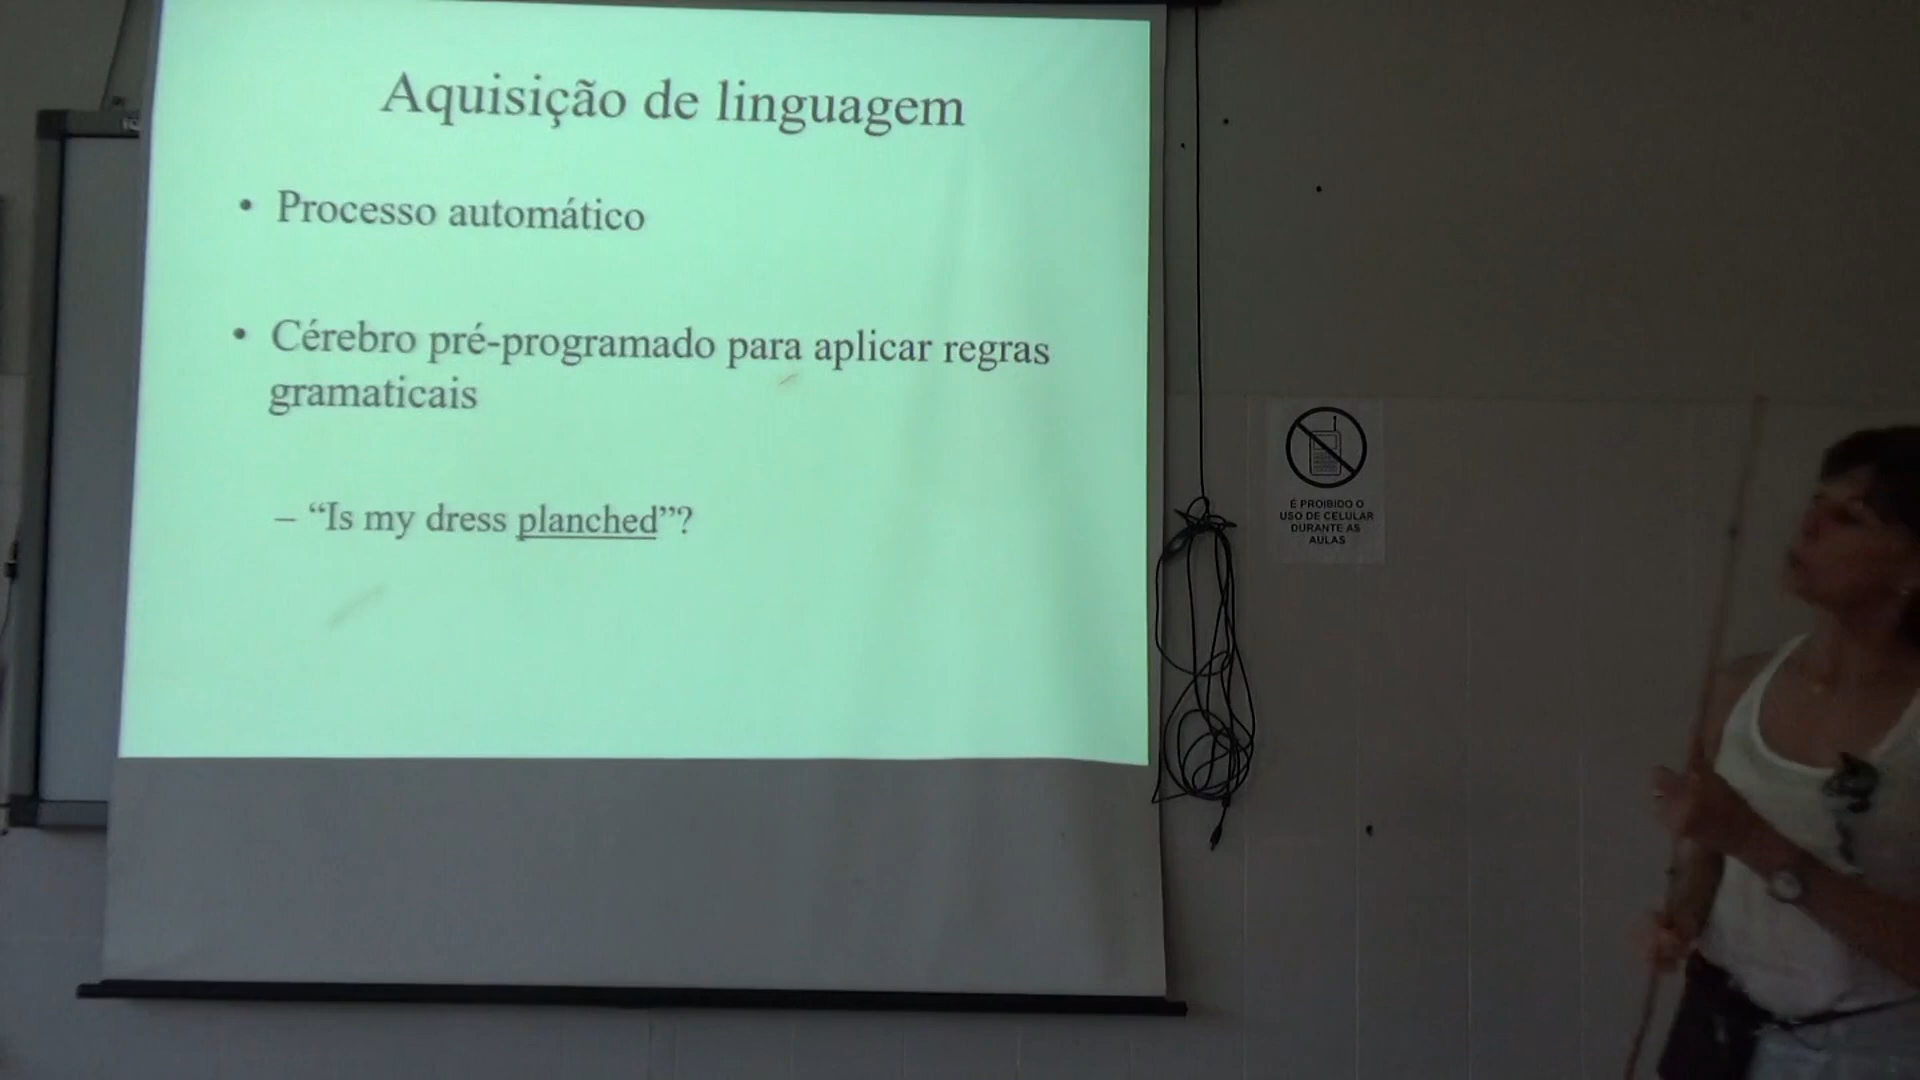 Aquisição de linguagem
• Processo automático
• Cérebro pré-programado para aplicar regras
gramaticais
– “Is my dress planched”?
É PROIBIDO O
USO DE CELULAR
DURANTE AS
AULAS